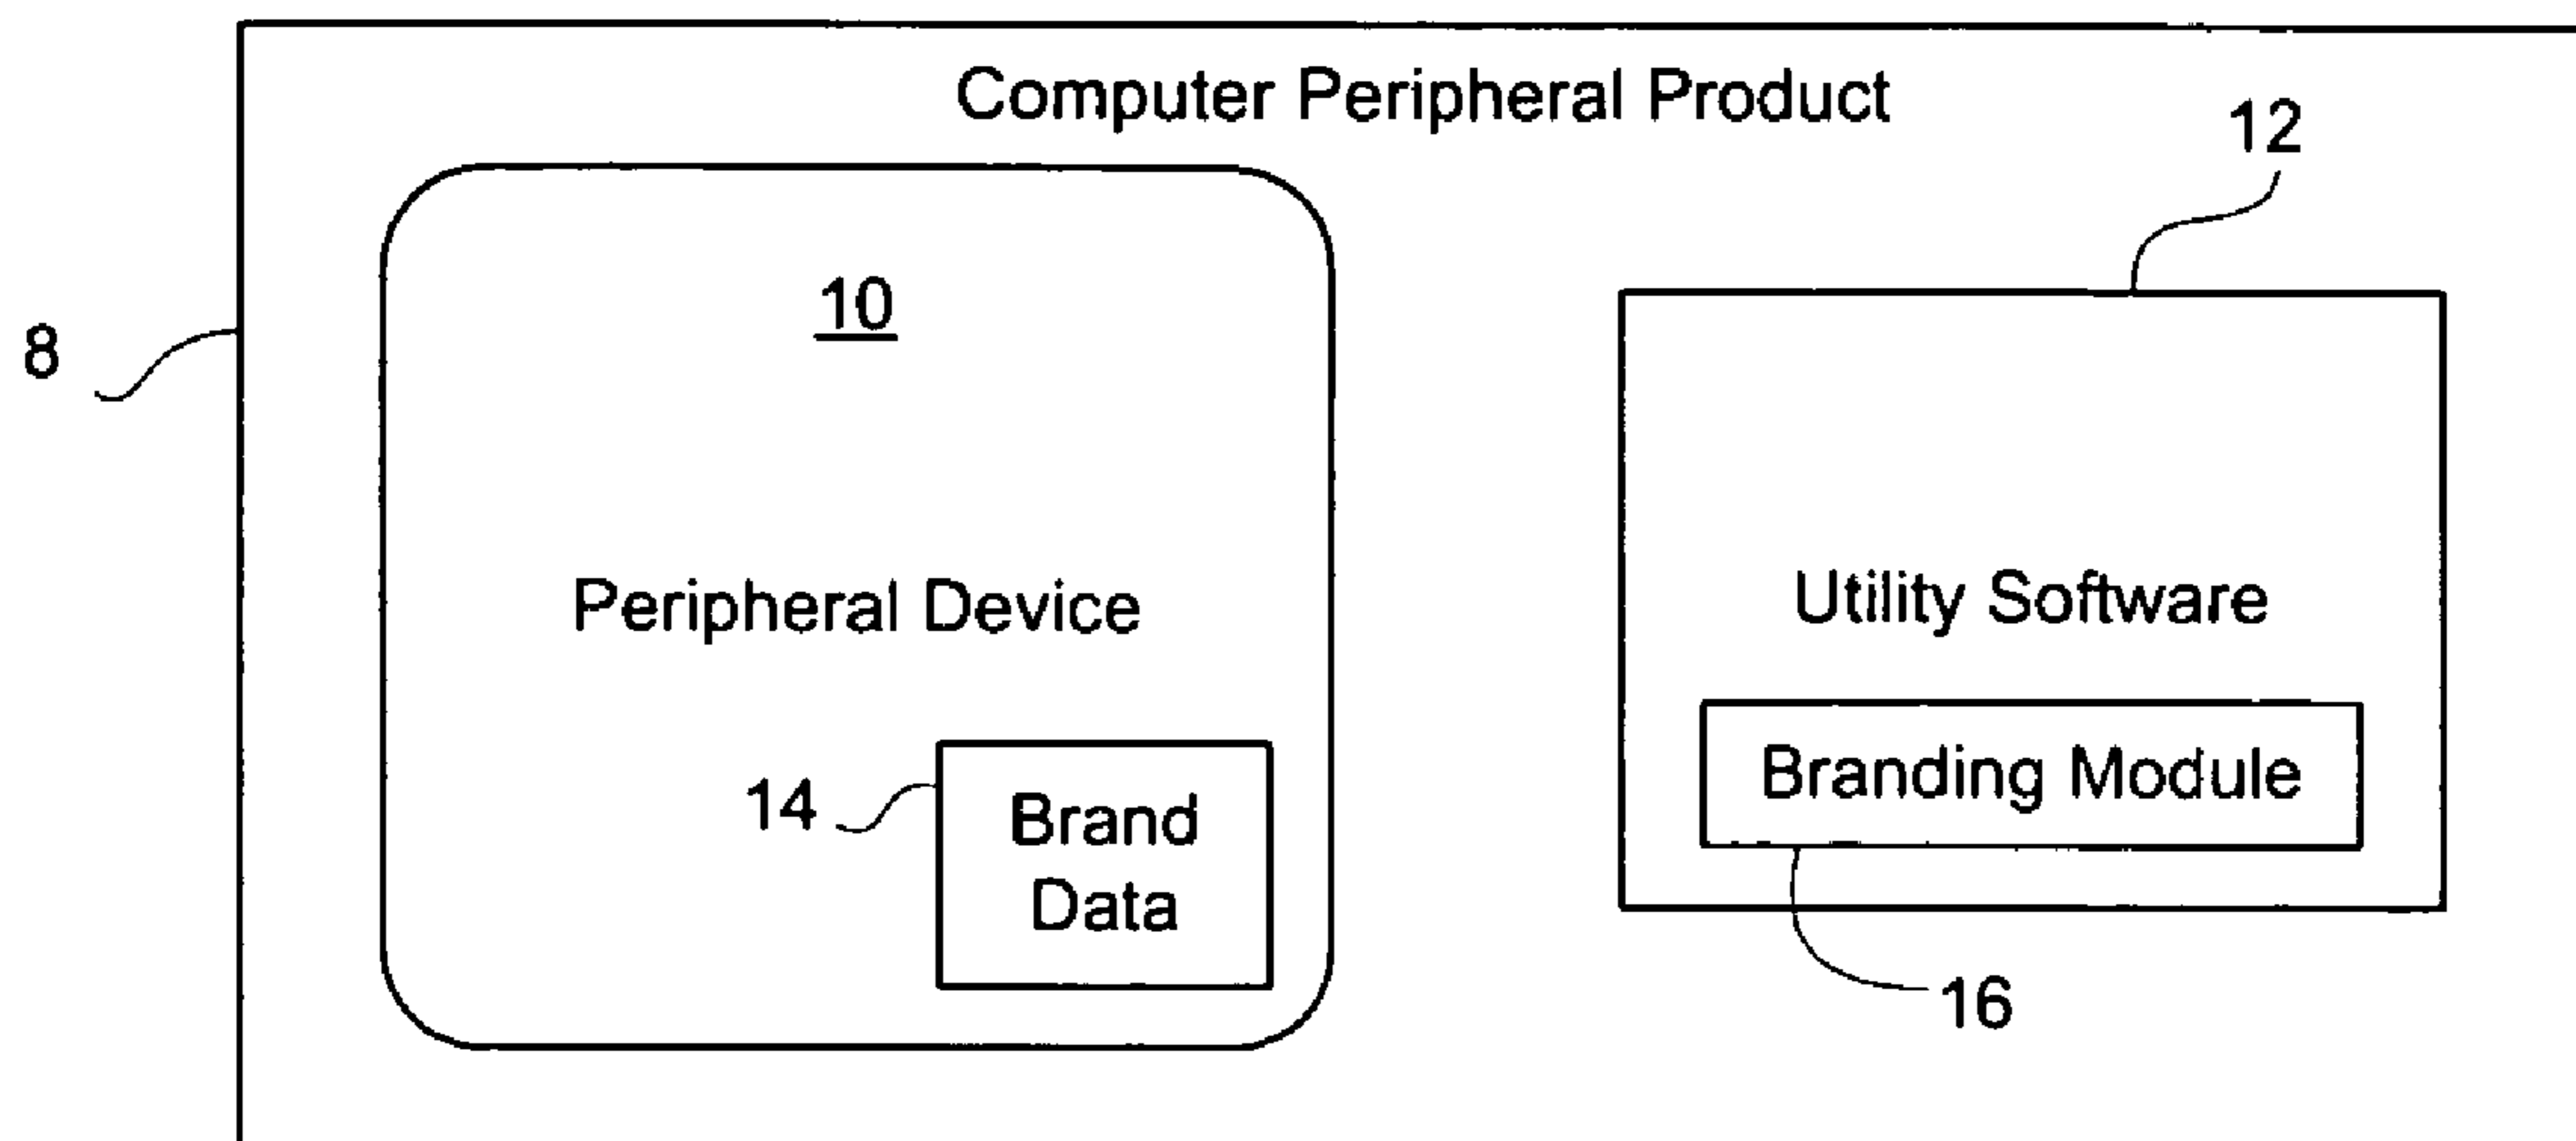 Computer Peripheral Product
12
10
8
Peripheral Device
Utility Software
14
Brand
Data
Branding Module
16